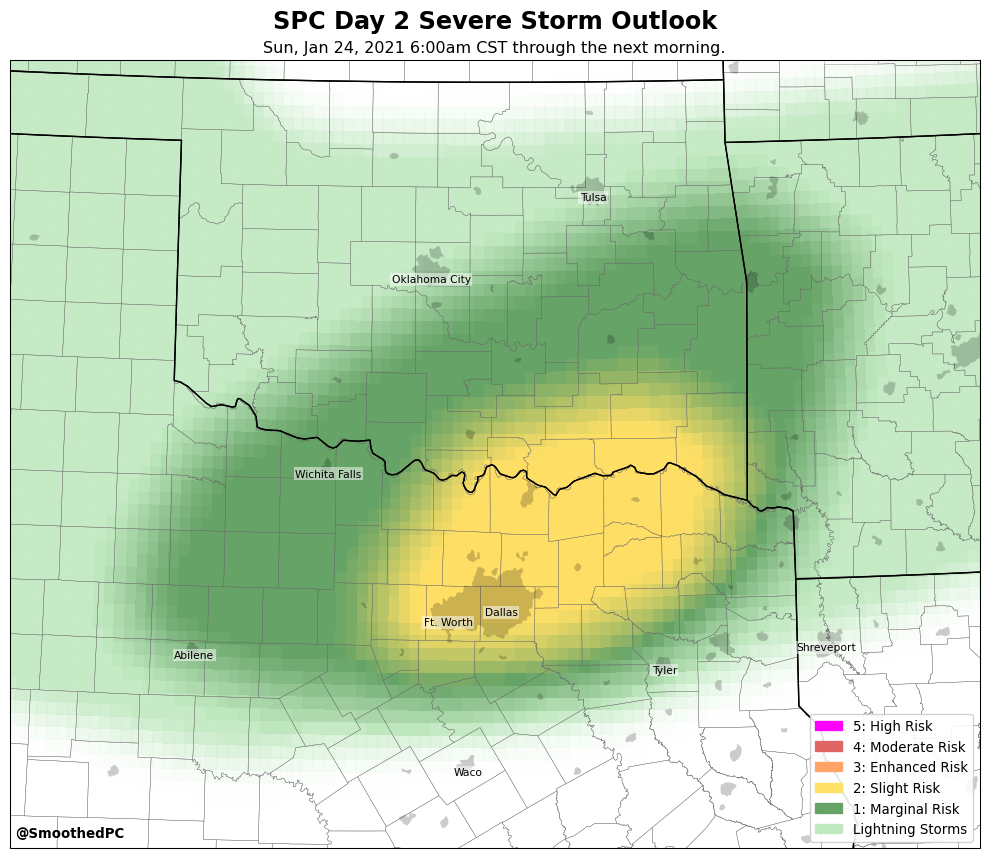 SPC Day 2 Severe Storm Outlook
Sun, Jan 24, 2021 6:00am CST through the next morning.
Tulsa
Oklahoma City
Wichita Falls
Dallas
Ft. Worth
Abilene
Tyler
Shreveport
Waco
5: High Risk
4: Moderate Risk
3: Enhanced Risk
2: Slight Risk
1: Marginal Risk
Lightning Storms
@SmoothedPC